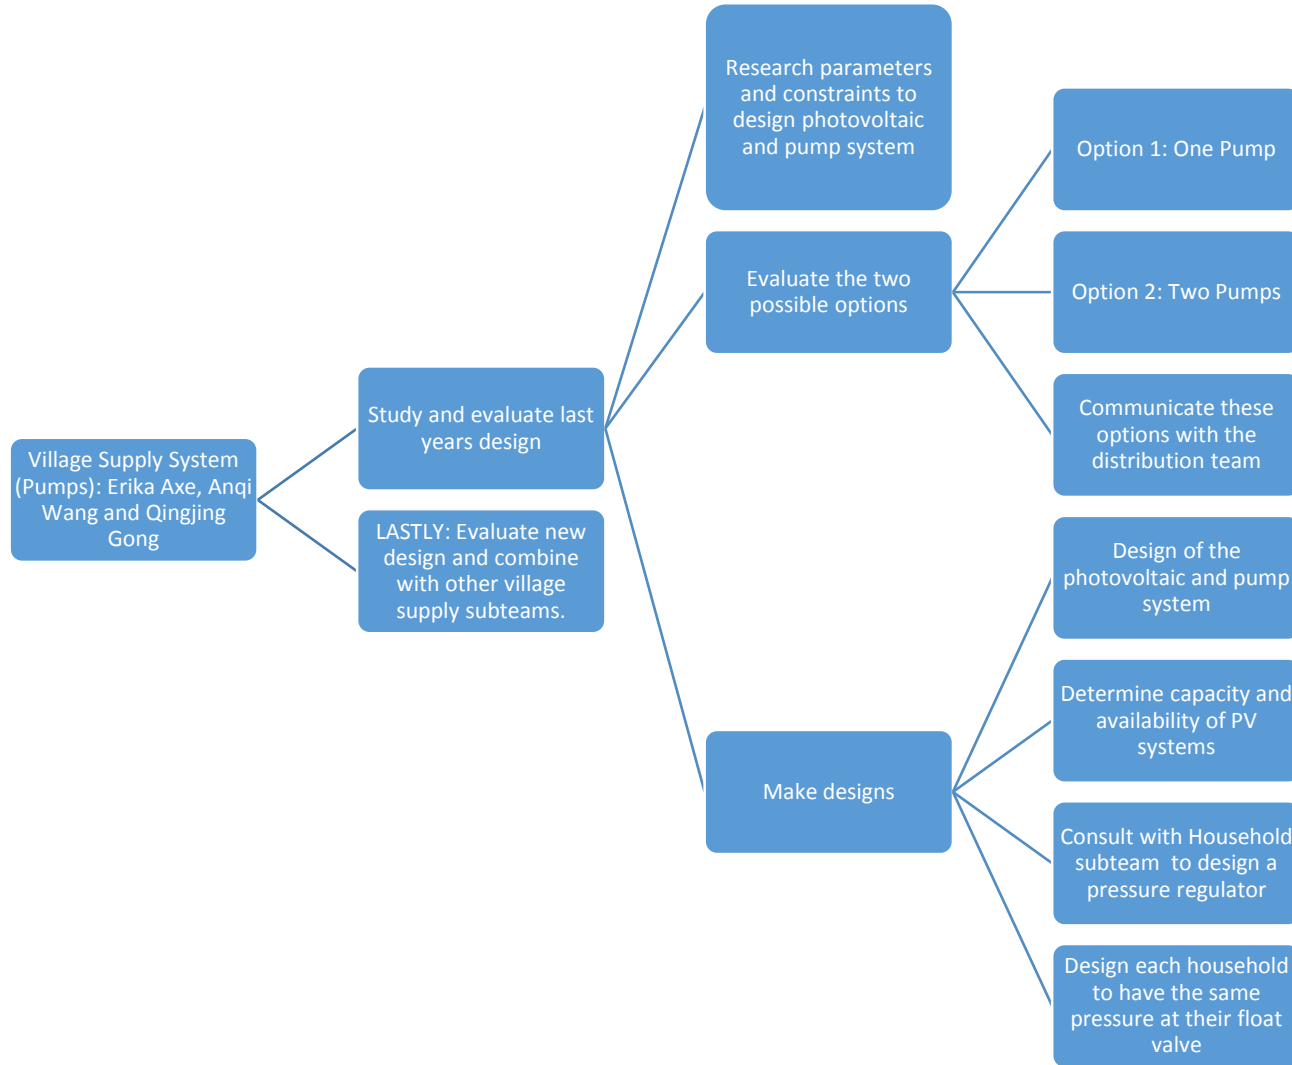 Village Supply System
(Pumps): Erika Axe, Anqi
Wang and Qingjing
Gong
Study and evaluate last
years design
Research parameters
and constraints to
design photovoltaic
and pump system
Evaluate the two
possible options
Option 1: One Pump
Option 2: Two Pumps
Communicate these
options with the
distribution team
Make designs
Design of the
photovoltaic and pump
system
Determine capacity and
availability of PV
systems
Consult with Household
subteam  to design a
pressure regulator
Design each household
to have the same
pressure at their float
valve
LASTLY: Evaluate new
design and combine
with other village
supply subteams.